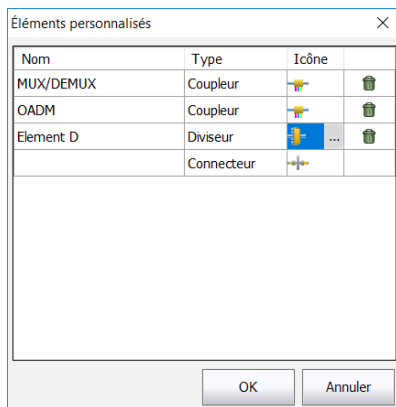 Éléments personnalisés
Nom Type Icône
MUX/DEMUX Coupleur
OADM Coupleur
Element D Diviseur ...
Connecteur
OK Annuler